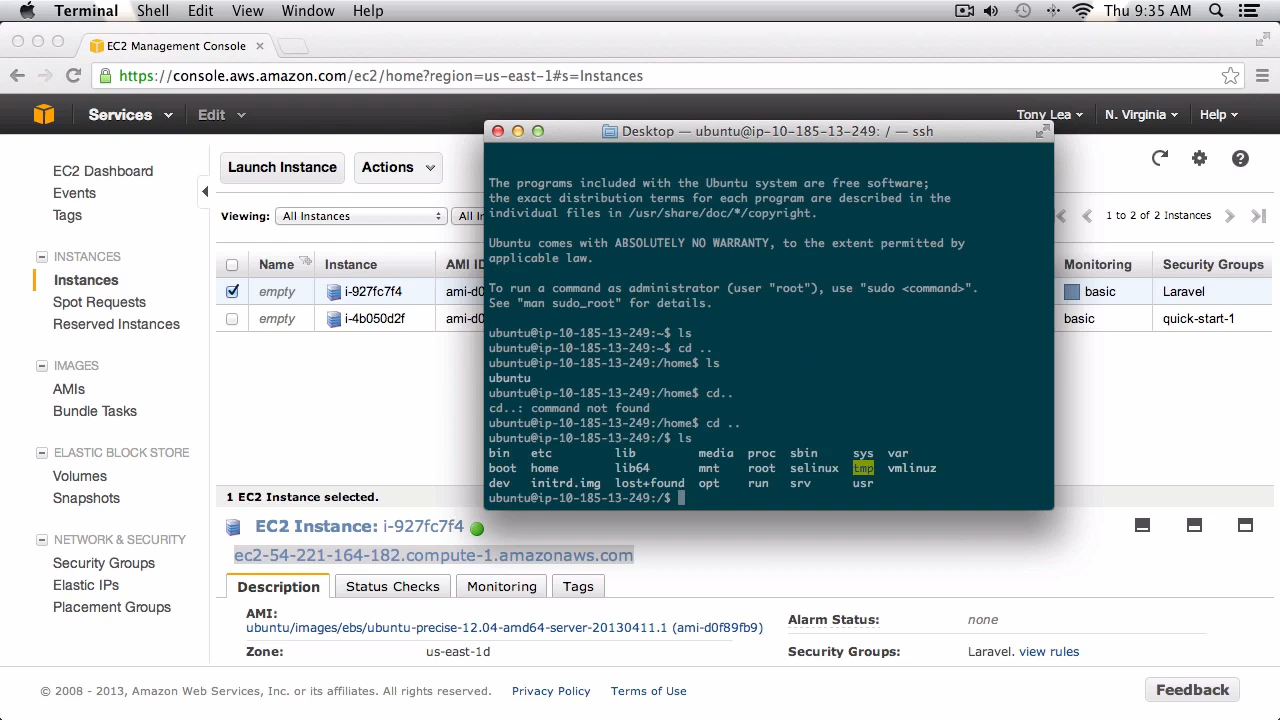 Terminal Shell Edit View Window Help Thu 9:35 AM
EC2 Management Console
https://console.aws.amazon.com/ec2/home?region=us-east-1#s=Instances
Services Edit Tony Lea N. Virginia Help
Desktop — ubuntu@ip-10-185-13-249: / — ssh
EC2 Dashboard
Events
Tags
INSTANCES
Instances
Spot Requests
Reserved Instances
IMAGES
AMIs
Bundle Tasks
ELASTIC BLOCK STORE
Volumes
Snapshots
NETWORK & SECURITY
Security Groups
Elastic IPs
Placement Groups
Launch Instance Actions
Viewing: All Instances All In 1 to 2 of 2 Instances
Name Instance AMI ID Monitoring Security Groups
empty i-927fc7f4 ami-d0 basic Laravel
empty i-4b050d2f ami-d0 basic quick-start-1
The programs included with the Ubuntu system are free software;
the exact distribution terms for each program are described in the
individual files in /usr/share/doc/*/copyright.
Ubuntu comes with ABSOLUTELY NO WARRANTY, to the extent permitted by
applicable law.
To run a command as administrator (user "root"), use "sudo <command>".
See "man sudo_root" for details.
ubuntu@ip-10-185-13-249:~$ ls
ubuntu@ip-10-185-13-249:~$ cd ..
ubuntu@ip-10-185-13-249:/home$ ls
ubuntu
ubuntu@ip-10-185-13-249:/home$ cd..
cd..: command not found
ubuntu@ip-10-185-13-249:/home$ cd ..
ubuntu@ip-10-185-13-249:/$ ls
bin etc lib media proc sbin sys var
boot home lib64 mnt root selinux tmp vmlinuz
dev initrd.img lost+found opt run srv usr
ubuntu@ip-10-185-13-249:/$
1 EC2 Instance selected.
EC2 Instance: i-927fc7f4
ec2-54-221-164-182.compute-1.amazonaws.com
Description Status Checks Monitoring Tags
AMI:
ubuntu/images/ebs/ubuntu-precise-12.04-amd64-server-20130411.1 (ami-d0f89fb9)
Alarm Status: none
Zone: us-east-1d
Security Groups: Laravel. view rules
© 2008 - 2013, Amazon Web Services, Inc. or its affiliates. All rights reserved. Privacy Policy Terms of Use Feedback